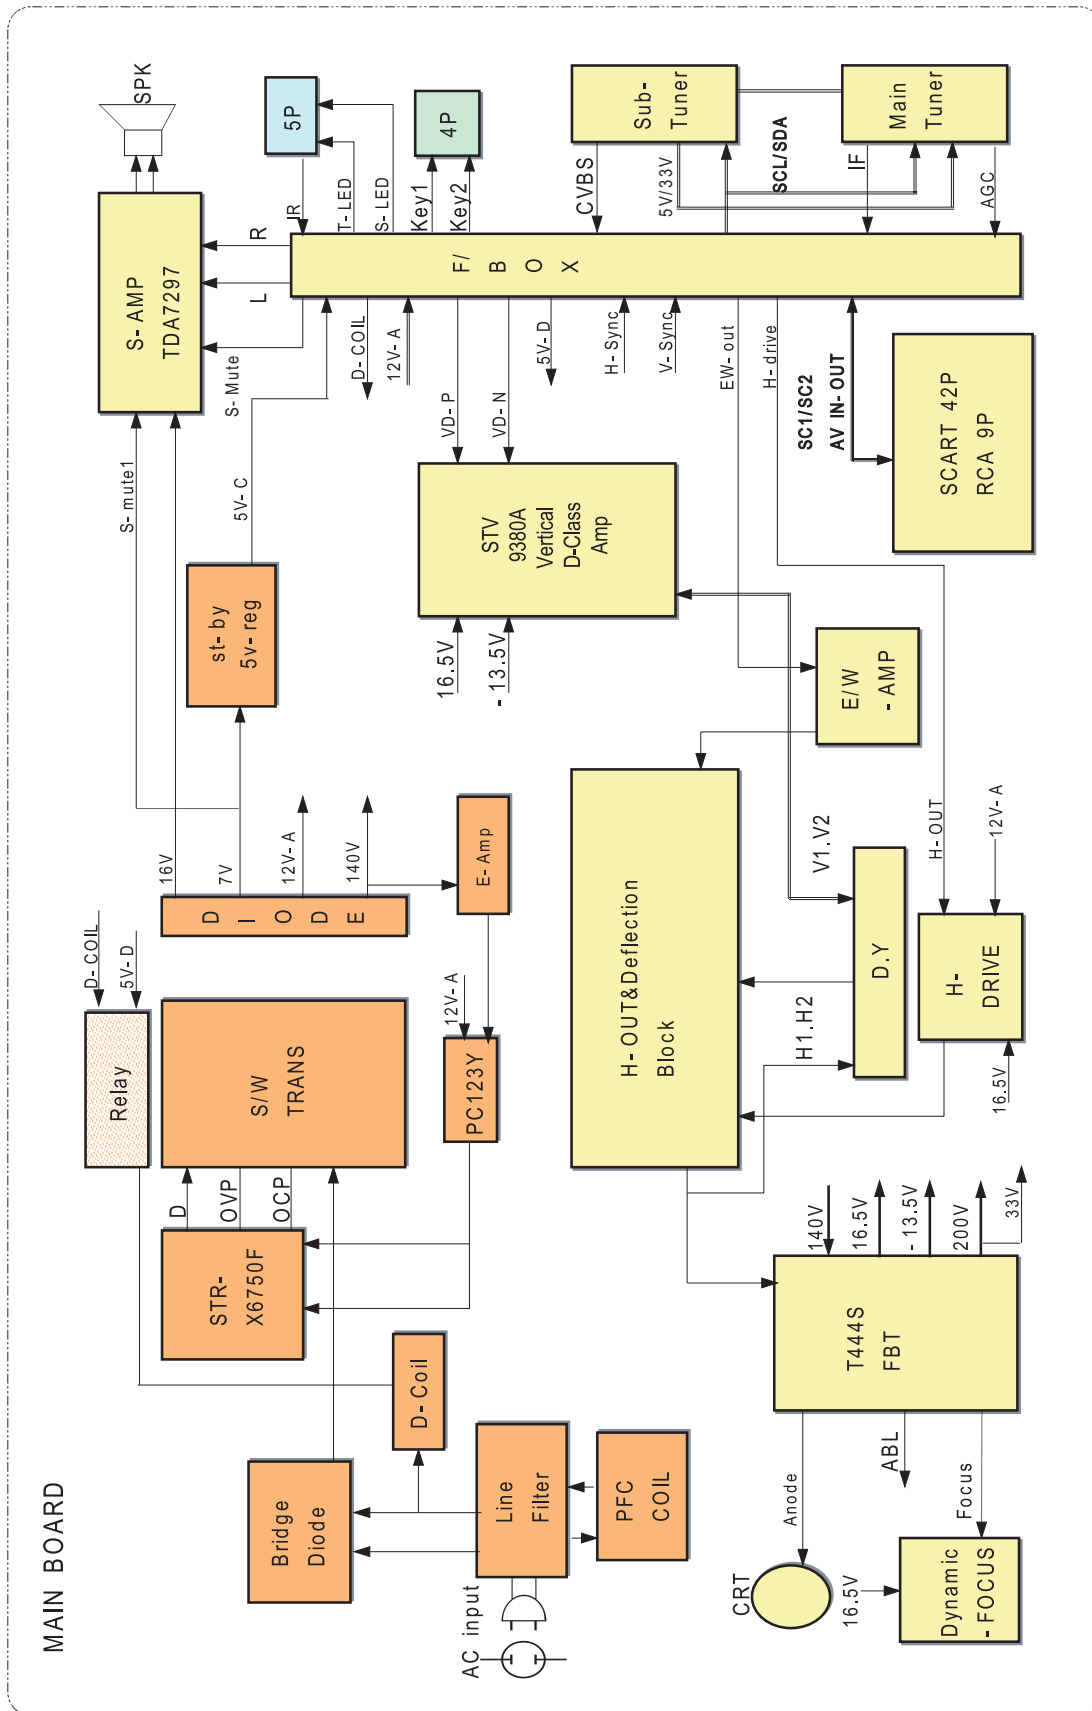 MAIN BOARD
AC input
Line
Filter
PFC
COIL
Bridge
Diode
D- Coil
STR-
X6750F
D
OVP
OCP
Relay
D- COIL
5V- D
S/W
TRANS
PC123Y
12V- A
E- Amp
D
I
O
D
E
16V
7V
12V- A
140V
st- by
5v- reg
5V- C
S- mute1
S- Mute
S- AMP
TDA7297
SPK
L
R
5P
IR
T- LED
S- LED
4P
Key1
Key2
F/
B
O
X
D- COIL
12V- A
VD- P
VD- N
5V- D
H- Sync
V- Sync
EW- out
H- drive
CVBS
5V/33V
SCL/SDA
IF
AGC
Sub-
Tuner
Main
Tuner
SC1/SC2
AV IN- OUT
SCART 42P
RCA 9P
STV
9380A
Vertical
D-Class
Amp
16.5V
- 13.5V
E/W
- AMP
H- OUT&Deflection
Block
V1.V2
H1.H2
D.Y
H- OUT
12V- A
H-
DRIVE
16.5V
140V
16.5V
- 13.5V
200V
33V
T444S
FBT
Anode
ABL
Focus
CRT
16.5V
Dynamic
- FOCUS